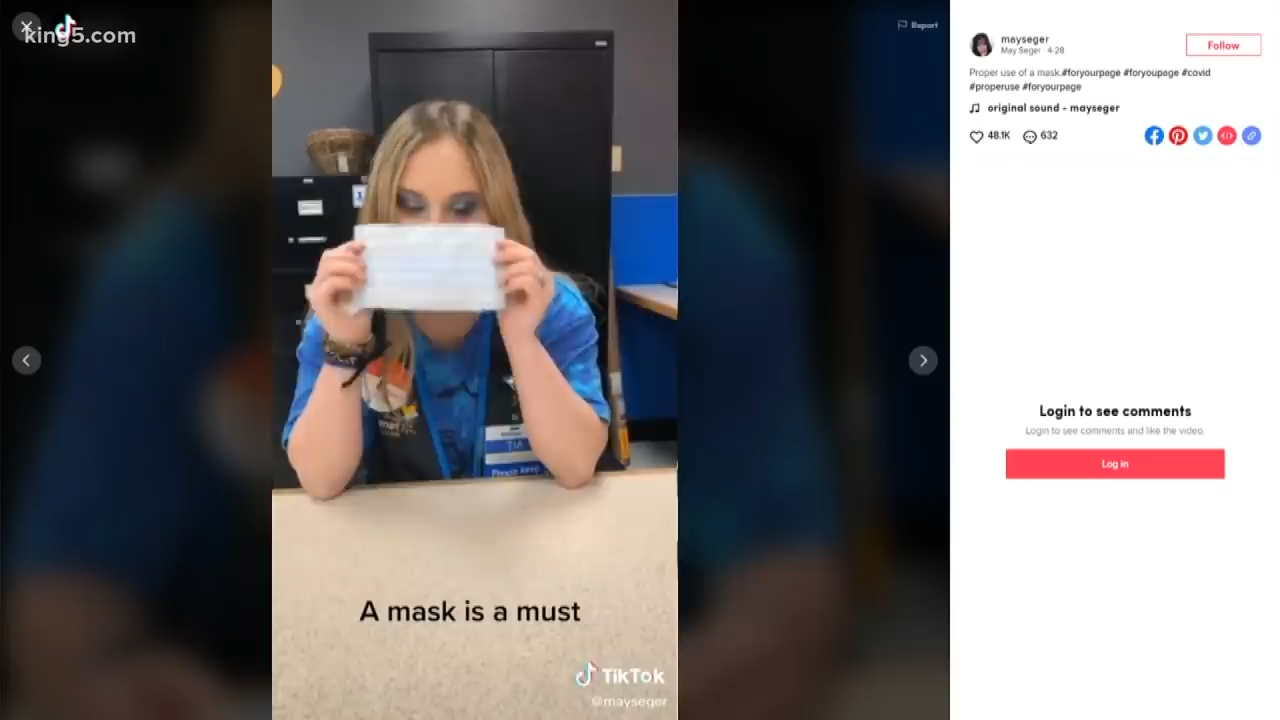 king5.com
Report
mayseger
May Seger · 4-28
Follow
Proper use of a mask.#foryourpage #foryoupage #covid
#properuse #foryourpage
original sound - mayseger
48.1K
632
Login to see comments
Login to see comments and like the video.
Log in
TIA
A mask is a must
TikTok
@mayseger